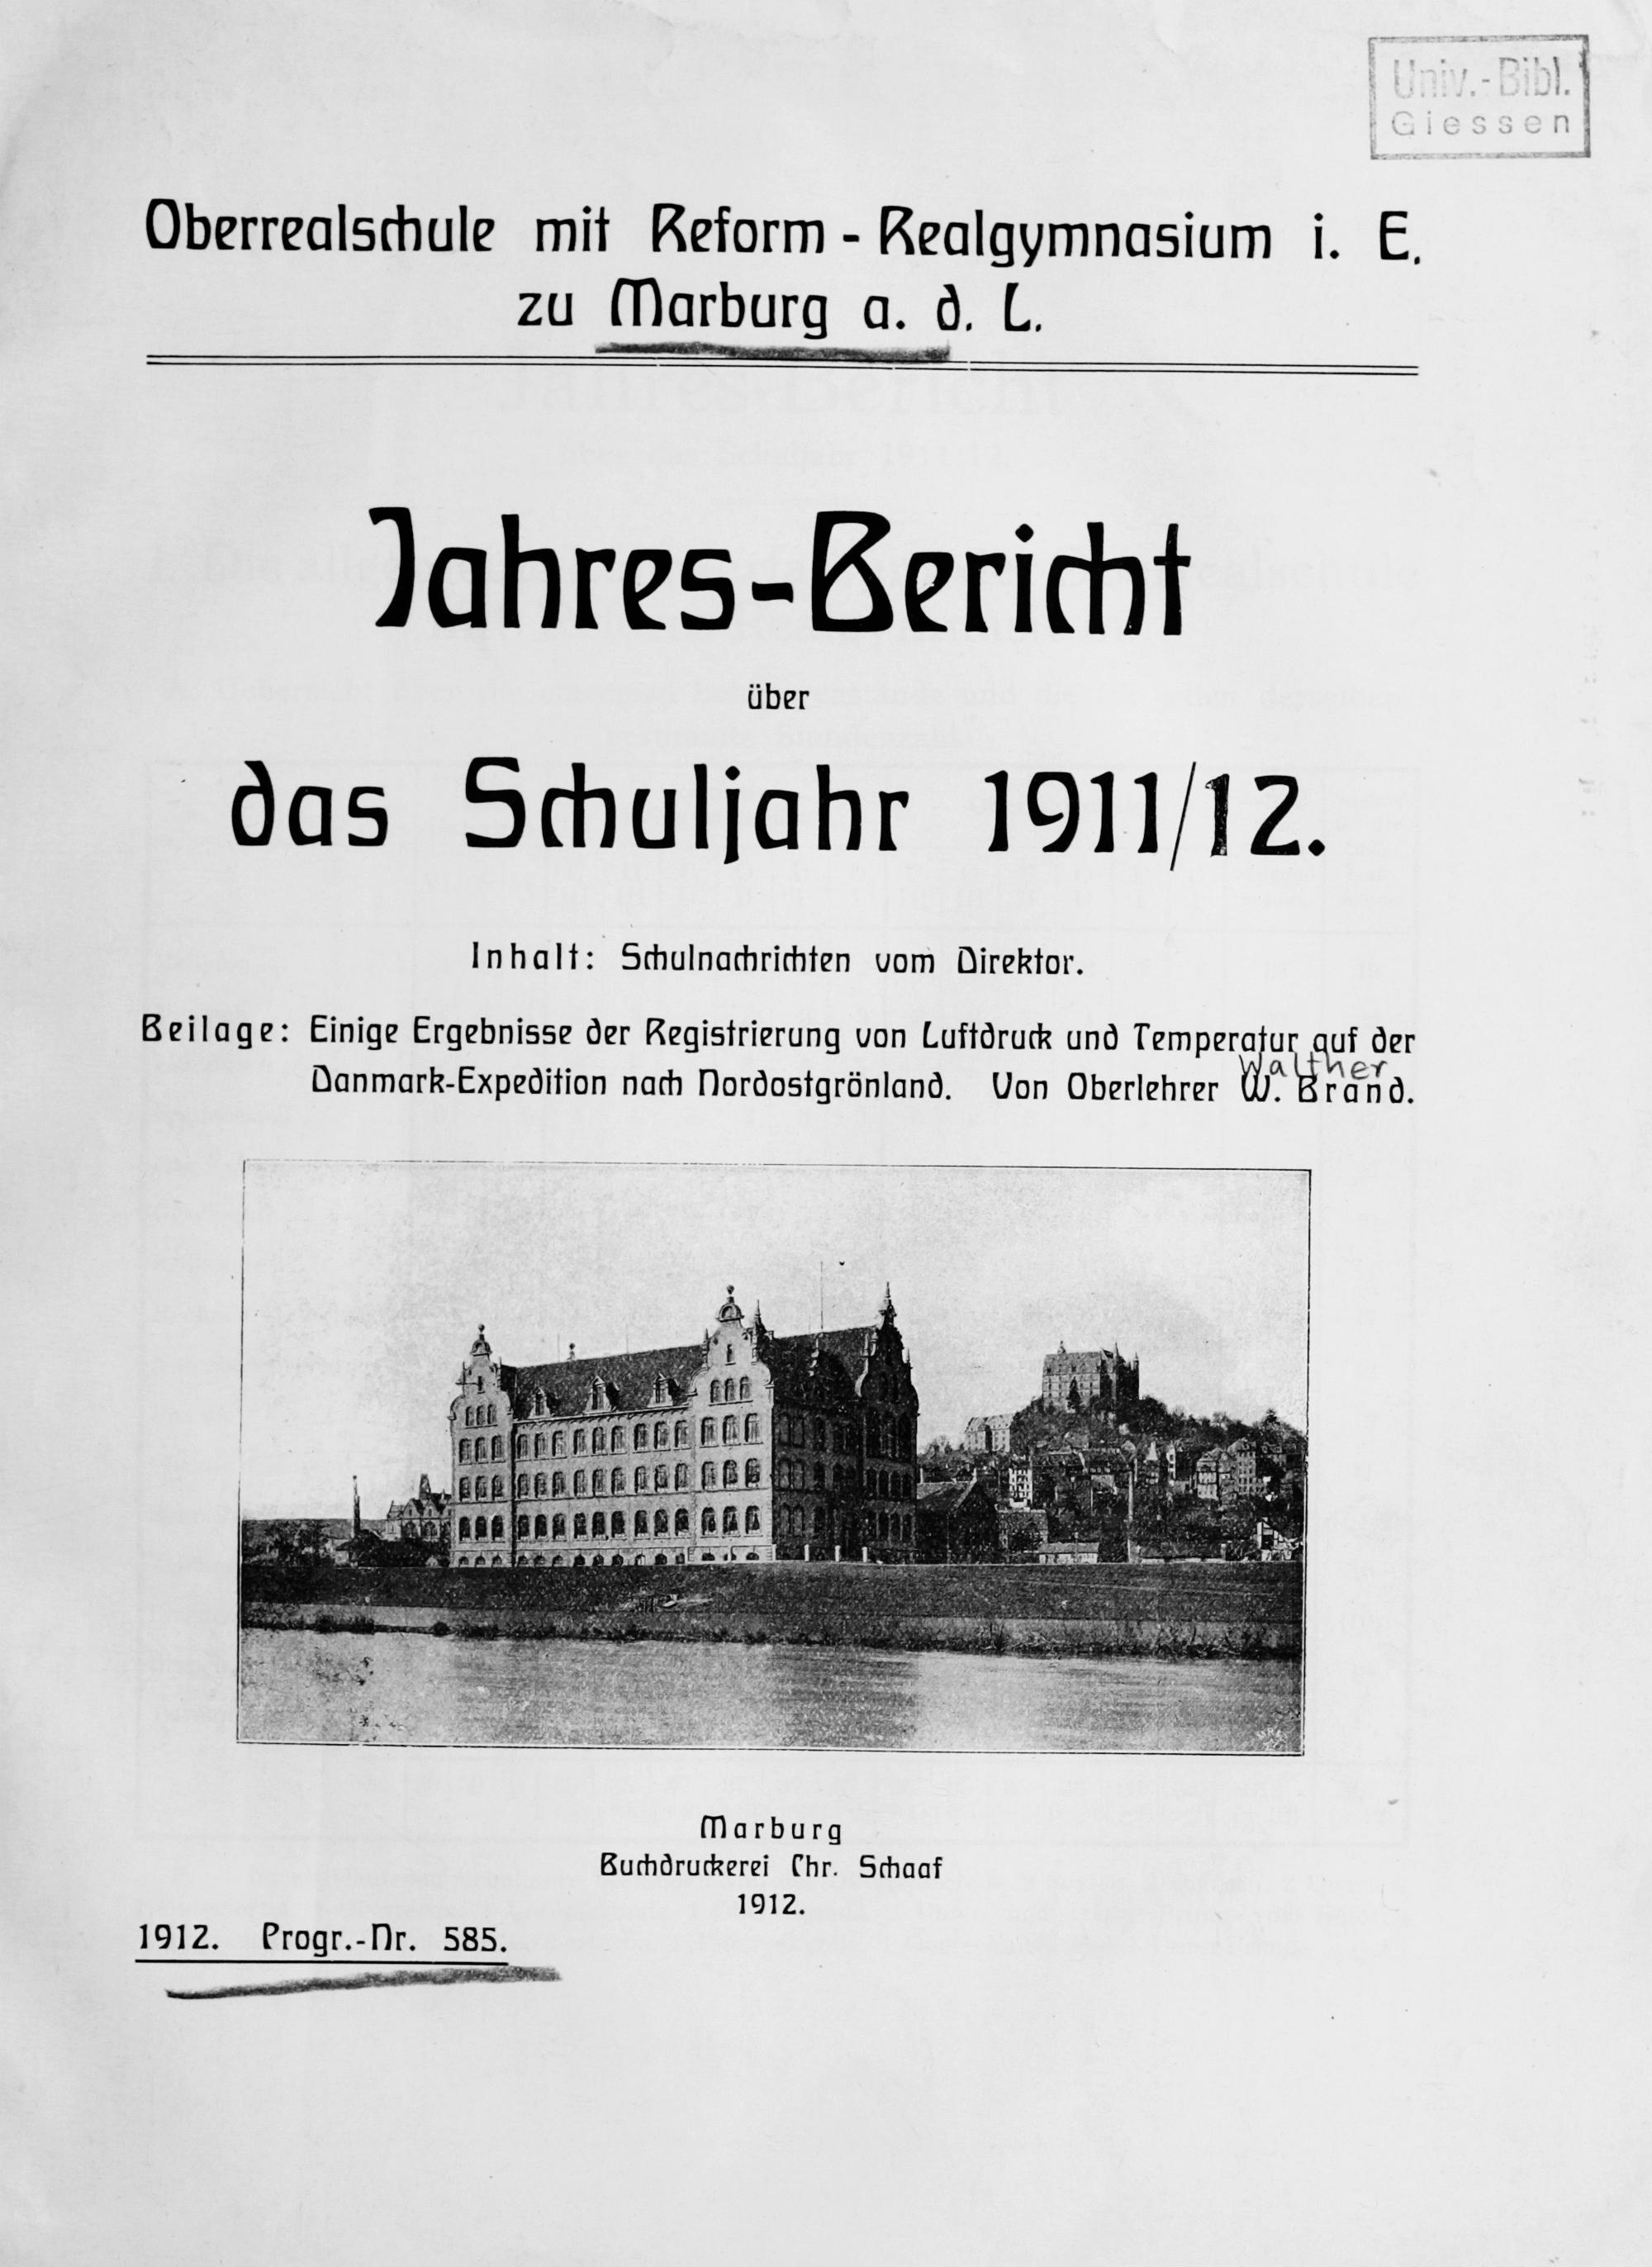 Univ.-Bibl.
Giessen
Oberrealschule mit Reform-Realgymnasium i. E.
zu Marburg a. d. L.
Jahres-Bericht
über
das Schuljahr 1911/12.
Inhalt: Schulnachrichten vom Direktor.
Beilage: Einige Ergebnisse der Registrierung von Luftdruck und Temperatur auf der
Walther
Danmark-Expedition nach Nordostgrönland. Von Oberlehrer W. Brand.
Marburg
Buchdruckerei Chr. Schaaf
1912.
1912. Progr.-Nr. 585.